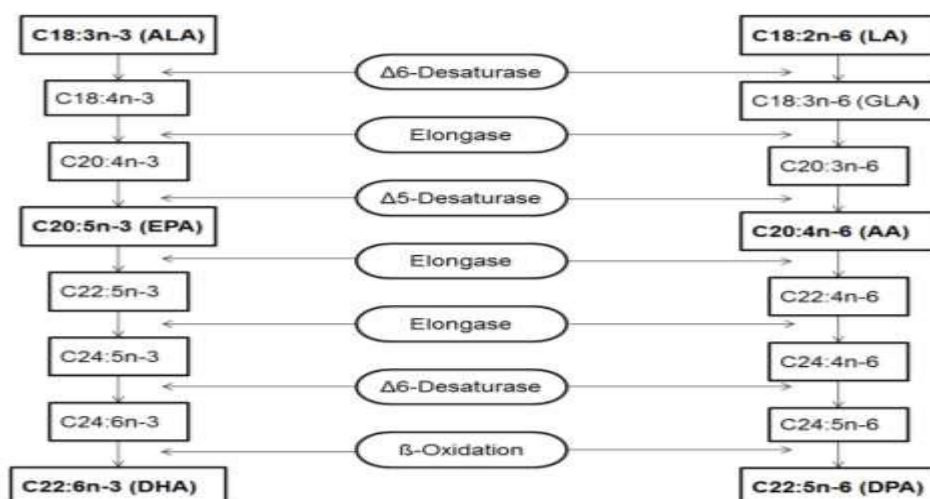 C18:3n-3 (ALA)
C18:2n-6 (LA)
Δ6-Desaturase
C18:4n-3
C18:3n-6 (GLA)
Elongase
C20:4n-3
C20:3n-6
Δ5-Desaturase
C20:5n-3 (EPA)
C20:4n-6 (AA)
Elongase
C22:5n-3
C22:4n-6
Elongase
C24:5n-3
C24:4n-6
Δ6-Desaturase
C24:6n-3
C24:5n-6
ß-Oxidation
C22:6n-3 (DHA)
C22:5n-6 (DPA)